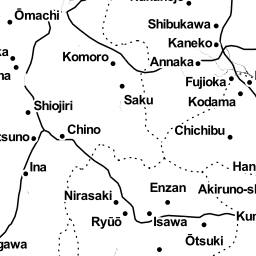 Ōmachi
Shibukawa
Kaneko
Komoro
Annaka
Fujioka
Saku
Kodama
Shiojiri
Chino
Chichibu
Ina
Enzan
Nirasaki
Ryūō
Isawa
Ōtsuki